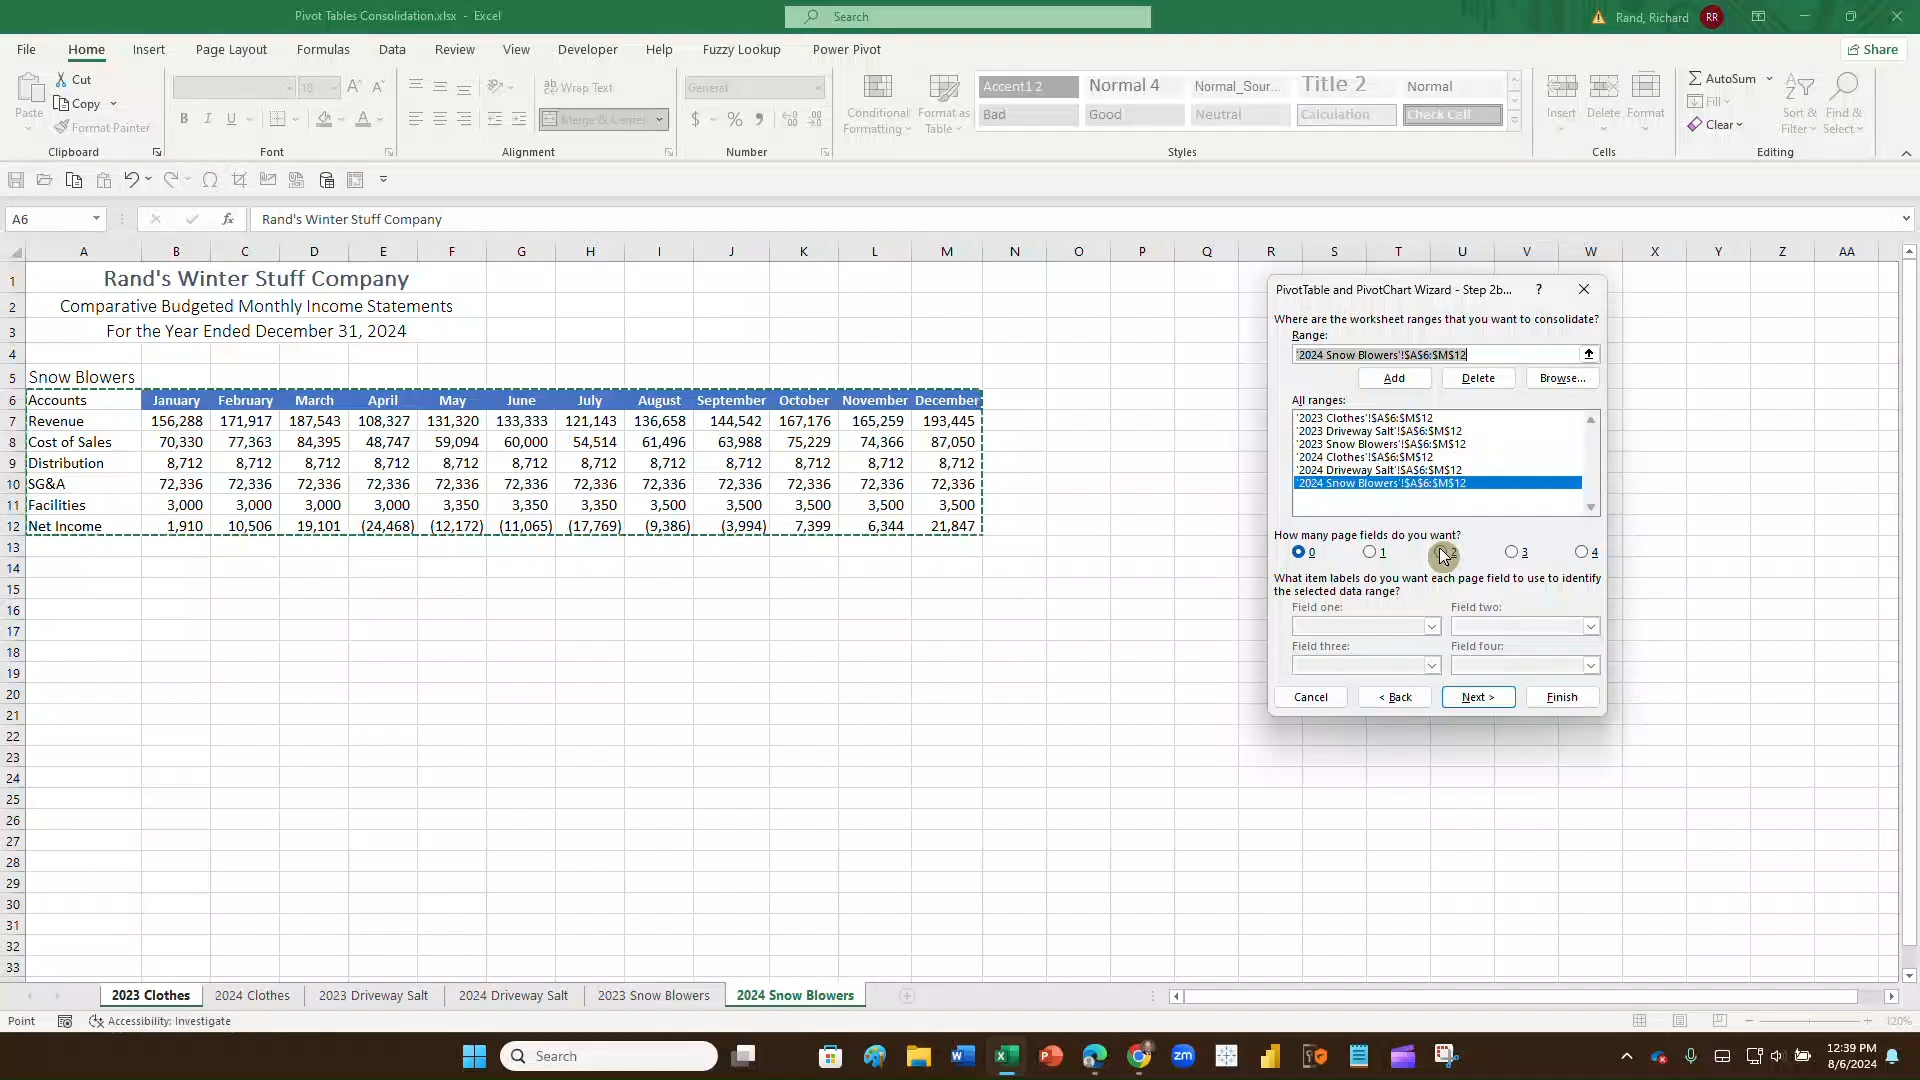 Pivot Tables Consolidation.xlsx - Excel
Search
Rand, Richard RR
File Home Insert Page Layout Formulas Data Review View Developer Help Fuzzy Lookup Power Pivot Share
Paste Cut Copy Format Painter Clipboard
18 B I U Font
Wrap Text Merge & Center Alignment
General $ % Number
Conditional Formatting Format as Table
Accent1 2 Normal 4 Normal_Sour... Title 2 Normal
Bad Good Neutral Calculation Check Cell
Styles
Insert Delete Format Cells
AutoSum Fill Clear Sort & Filter Find & Select Editing
A6 fx Rand's Winter Stuff Company
A B C D E F G H I J K L M N O P Q R S T U V W X Y Z AA
1 Rand's Winter Stuff Company
2 Comparative Budgeted Monthly Income Statements
3 For the Year Ended December 31, 2024
4
5 Snow Blowers
6 Accounts January February March April May June July August September October November December
7 Revenue 156,288 171,917 187,543 108,327 131,320 133,333 121,143 136,658 144,542 167,176 165,259 193,445
8 Cost of Sales 70,330 77,363 84,395 48,747 59,094 60,000 54,514 61,496 63,988 75,229 74,366 87,050
9 Distribution 8,712 8,712 8,712 8,712 8,712 8,712 8,712 8,712 8,712 8,712 8,712 8,712
10 SG&A 72,336 72,336 72,336 72,336 72,336 72,336 72,336 72,336 72,336 72,336 72,336 72,336
11 Facilities 3,000 3,000 3,000 3,000 3,350 3,350 3,350 3,500 3,500 3,500 3,500 3,500
12 Net Income 1,910 10,506 19,101 (24,468) (12,172) (11,065) (17,769) (9,386) (3,994) 7,399 6,344 21,847
13
14
15
16
17
18
19
20
21
22
23
24
25
26
27
28
29
30
31
32
33
PivotTable and PivotChart Wizard - Step 2b... ?
Where are the worksheet ranges that you want to consolidate?
Range:
'2024 Snow Blowers'!$A$6:$M$12
Add Delete Browse...
All ranges:
'2023 Clothes'!$A$6:$M$12
'2023 Driveway Salt'!$A$6:$M$12
'2023 Snow Blowers'!$A$6:$M$12
'2024 Clothes'!$A$6:$M$12
'2024 Driveway Salt'!$A$6:$M$12
'2024 Snow Blowers'!$A$6:$M$12
How many page fields do you want?
0 1 2 3 4
What item labels do you want each page field to use to identify
the selected data range?
Field one: Field two:
Field three: Field four:
Cancel < Back Next > Finish
2023 Clothes 2024 Clothes 2023 Driveway Salt 2024 Driveway Salt 2023 Snow Blowers 2024 Snow Blowers
Point Accessibility: Investigate 120%
Search
zm
12:39 PM
8/6/2024